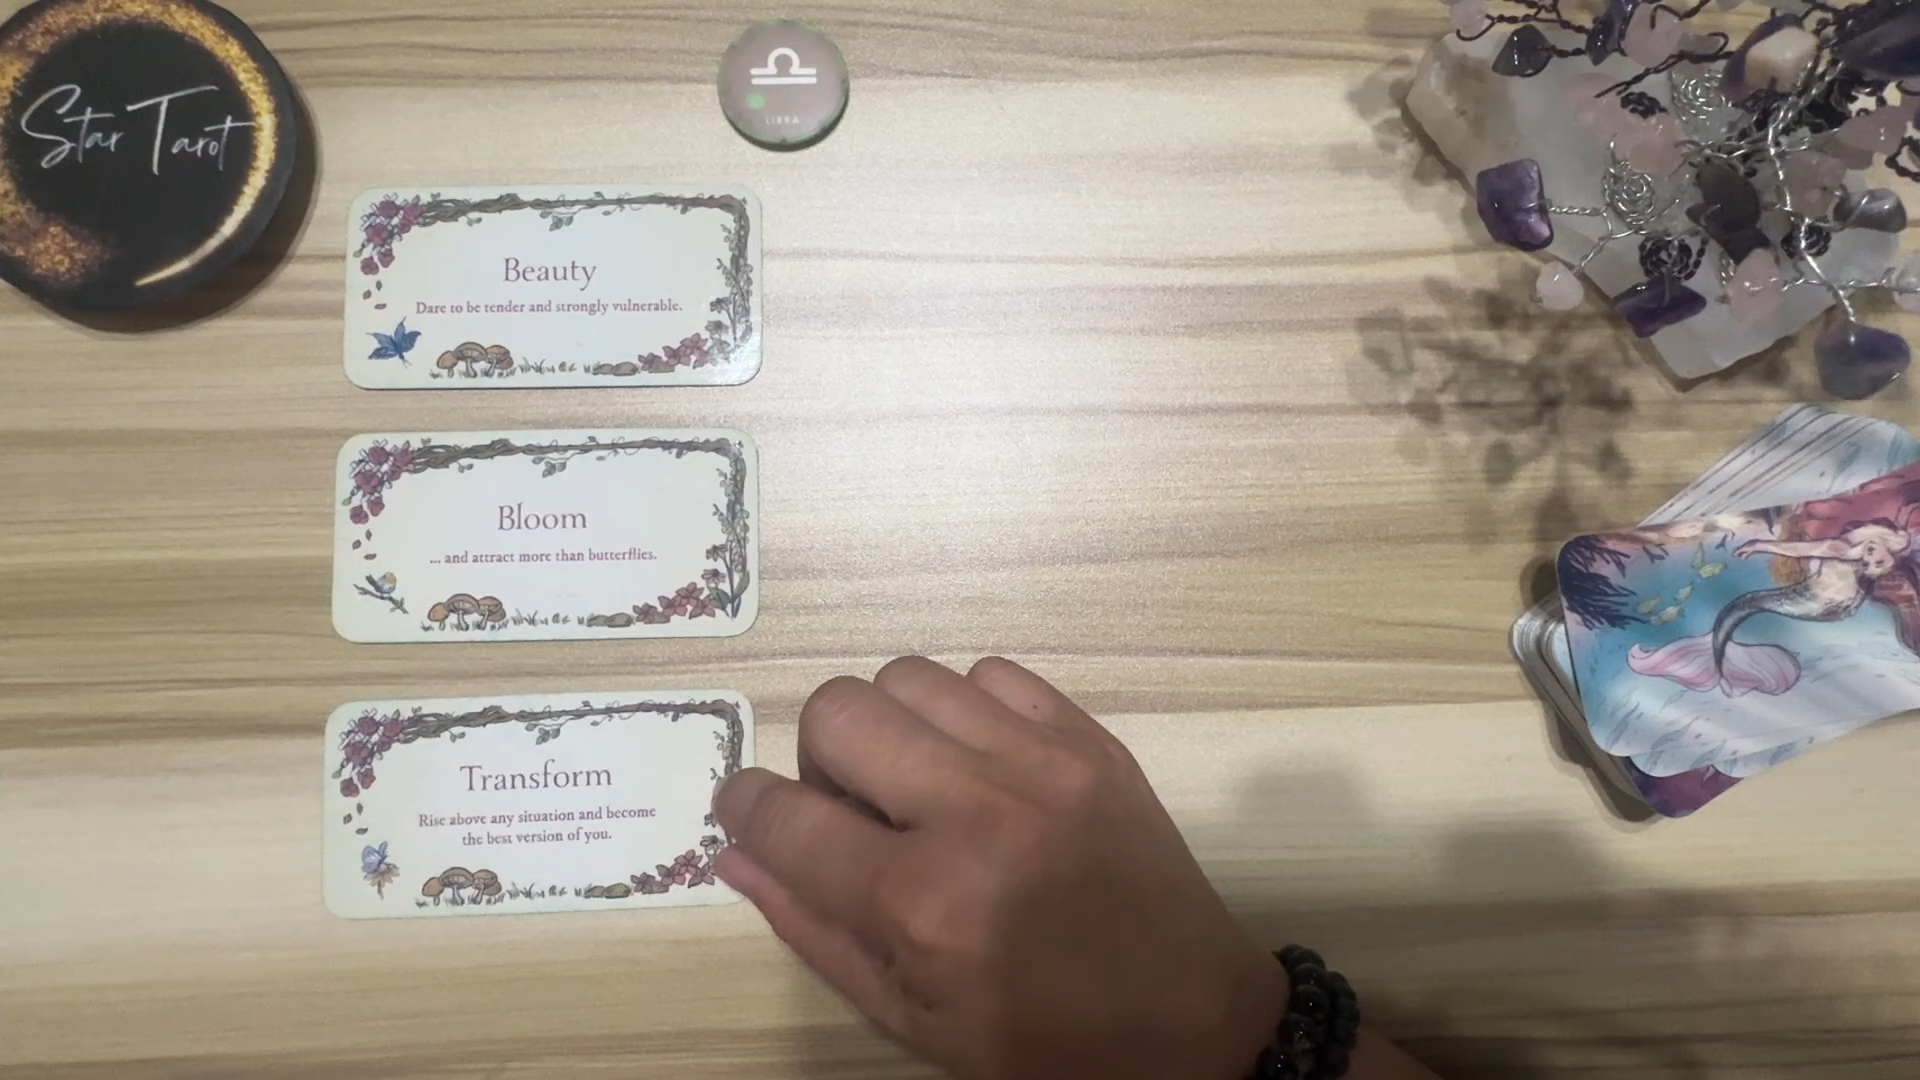 Star Tarot
LIBRA
Beauty
Dare to be tender and strongly vulnerable.
Bloom
... and attract more than butterflies.
Transform
Rise above any situation and become
the best version of you.